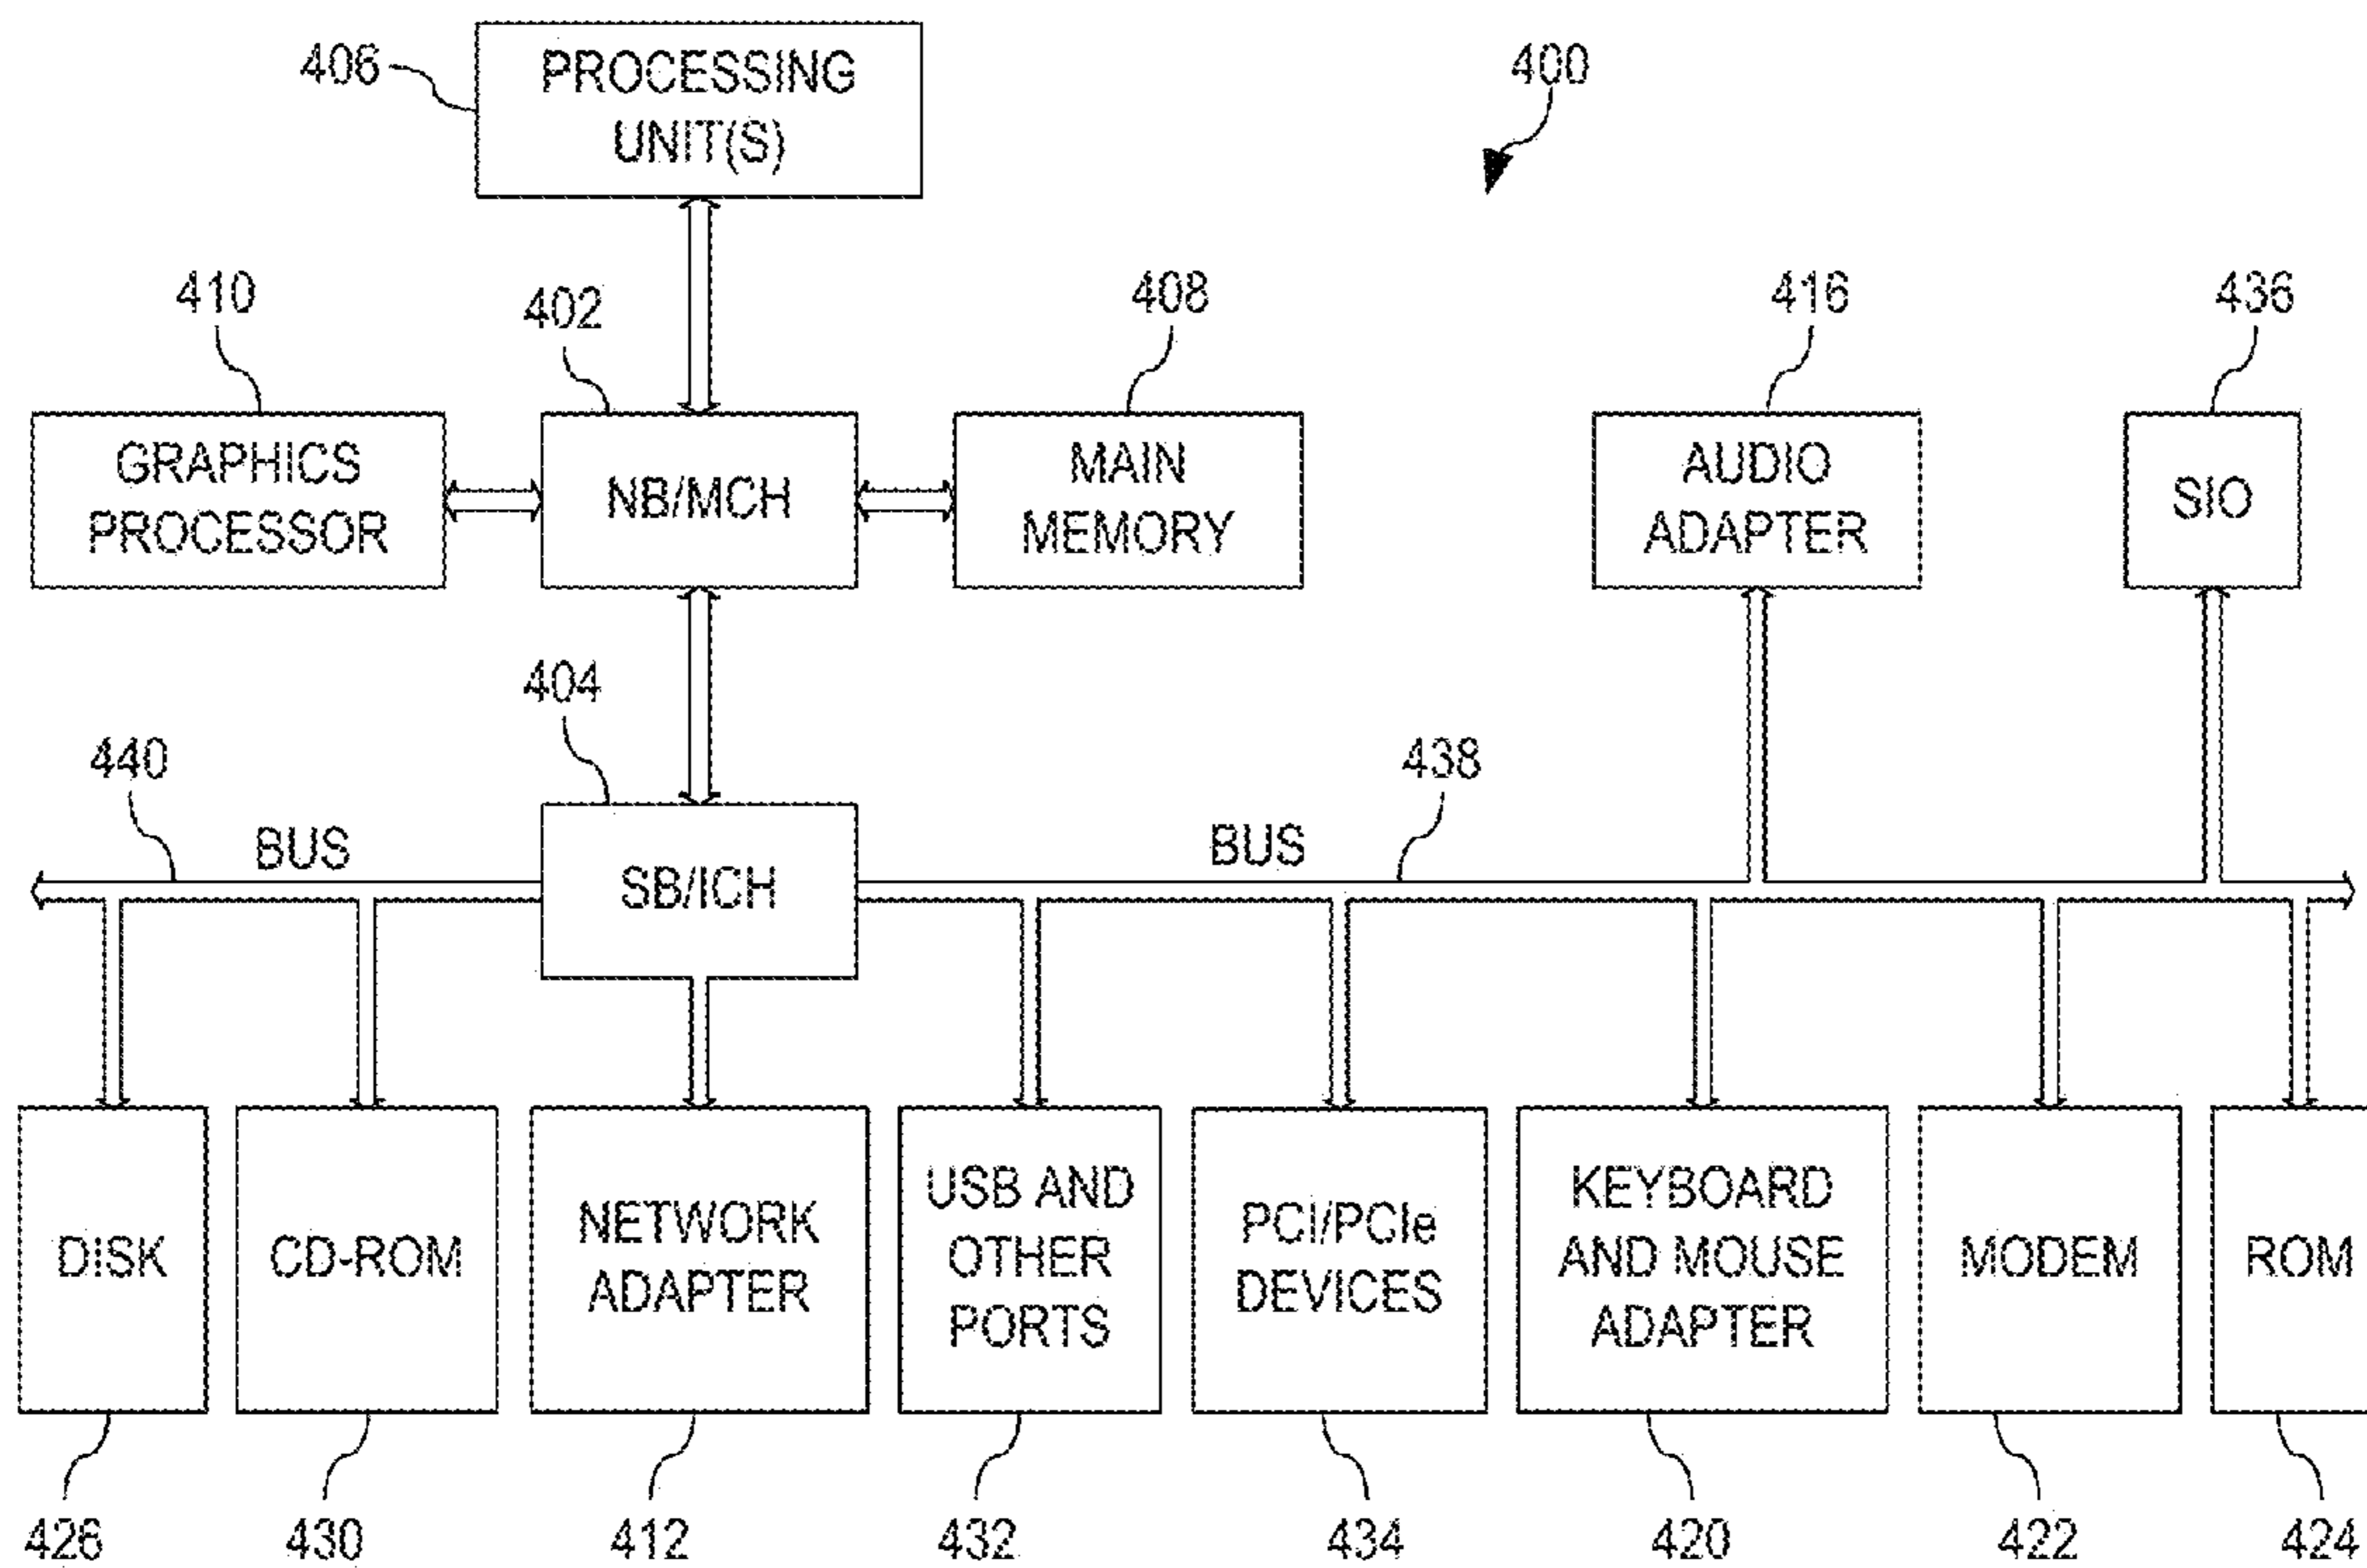 406
PROCESSING
UNIT(S)
400
410
402
408
416
436
GRAPHICS
PROCESSOR
NB/MCH
MAIN
MEMORY
AUDIO
ADAPTER
SIO
404
440
438
BUS
BUS
SB/ICH
DISK
CD-ROM
NETWORK
ADAPTER
USB AND
OTHER
PORTS
PCI/PCIe
DEVICES
KEYBOARD
AND MOUSE
ADAPTER
MODEM
ROM
426
430
412
432
434
420
422
424